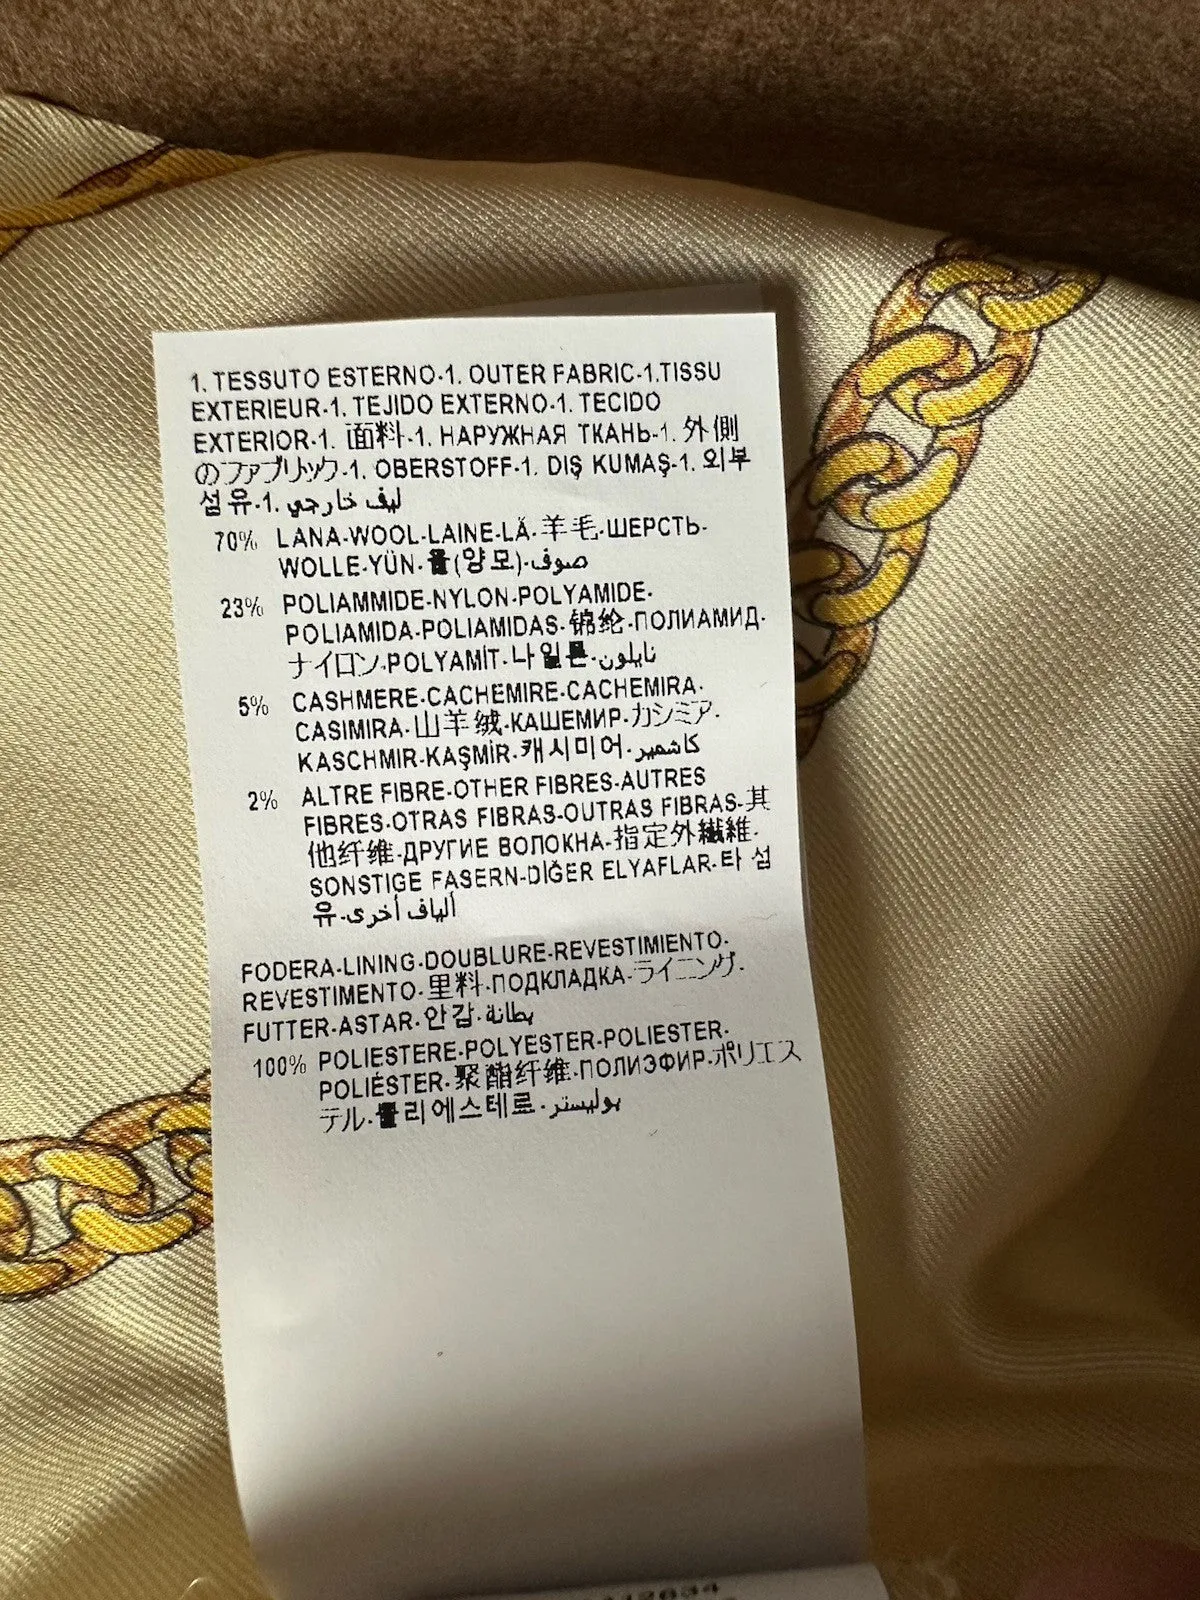 1. TESSUTO ESTERNO-1. OUTER FABRIC-1.TISSU
EXTERIEUR-1. TEJIDO EXTERNO-1. TECIDO
EXTERIOR-1. 面料-1. НАРУЖНАЯ ТКАНЬ-1. 外側
のファブリック-1. OBERSTOFF-1. DIŞ KUMAŞ-1. 외부
섬유-1. ليف خارجي
70% LANA-WOOL-LAINE-LÃ-羊毛-ШЕРСТЬ-
WOLLE-YÜN-울(양모)-صوف
23% POLIAMMIDE-NYLON-POLYAMIDE-
POLIAMIDA-POLIAMIDAS-锦纶-ПОЛИАМИД-
ナイロン-POLYAMİT-나일론-نايلون
5% CASHMERE-CACHEMIRE-CACHEMIRA-
CASIMIRA-山羊绒-КАШЕМИР-カシミア-
KASCHMIR-KAŞMİR-캐시미어-كاشمير
2% ALTRE FIBRE-OTHER FIBRES-AUTRES
FIBRES-OTRAS FIBRAS-OUTRAS FIBRAS-其
他纤维-ДРУГИЕ ВОЛОКНА-指定外繊維-
SONSTIGE FASERN-DİĞER ELYAFLAR-타 섬
유-ألياف أخرى
FODERA-LINING-DOUBLURE-REVESTIMIENTO-
REVESTIMENTO-里料-ПОДКЛАДКА-ライニング-
FUTTER-ASTAR-안감-بطانة
100% POLIESTERE-POLYESTER-POLIESTER-
POLIÉSTER-聚酯纤维-ПОЛИЭФИР-ポリエス
テル-폴리에스테르-بوليستر